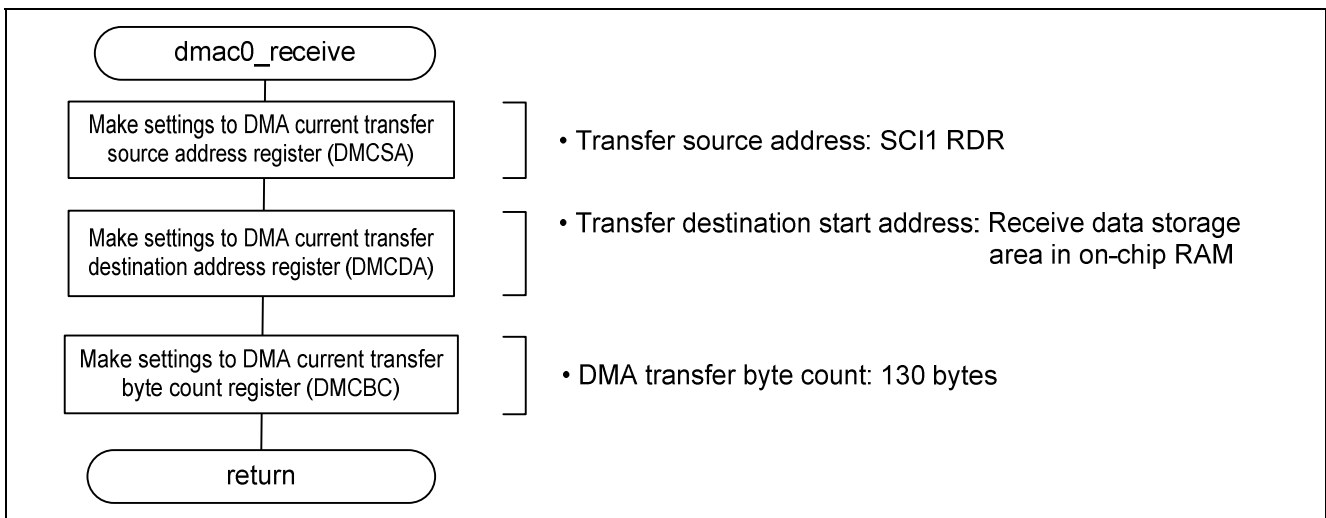 dmac0_receive
Make settings to DMA current transfer
source address register (DMCSA)
• Transfer source address: SCI1 RDR
Make settings to DMA current transfer
destination address register (DMCDA)
• Transfer destination start address: Receive data storage
area in on-chip RAM
Make settings to DMA current transfer
byte count register (DMCBC)
• DMA transfer byte count: 130 bytes
return